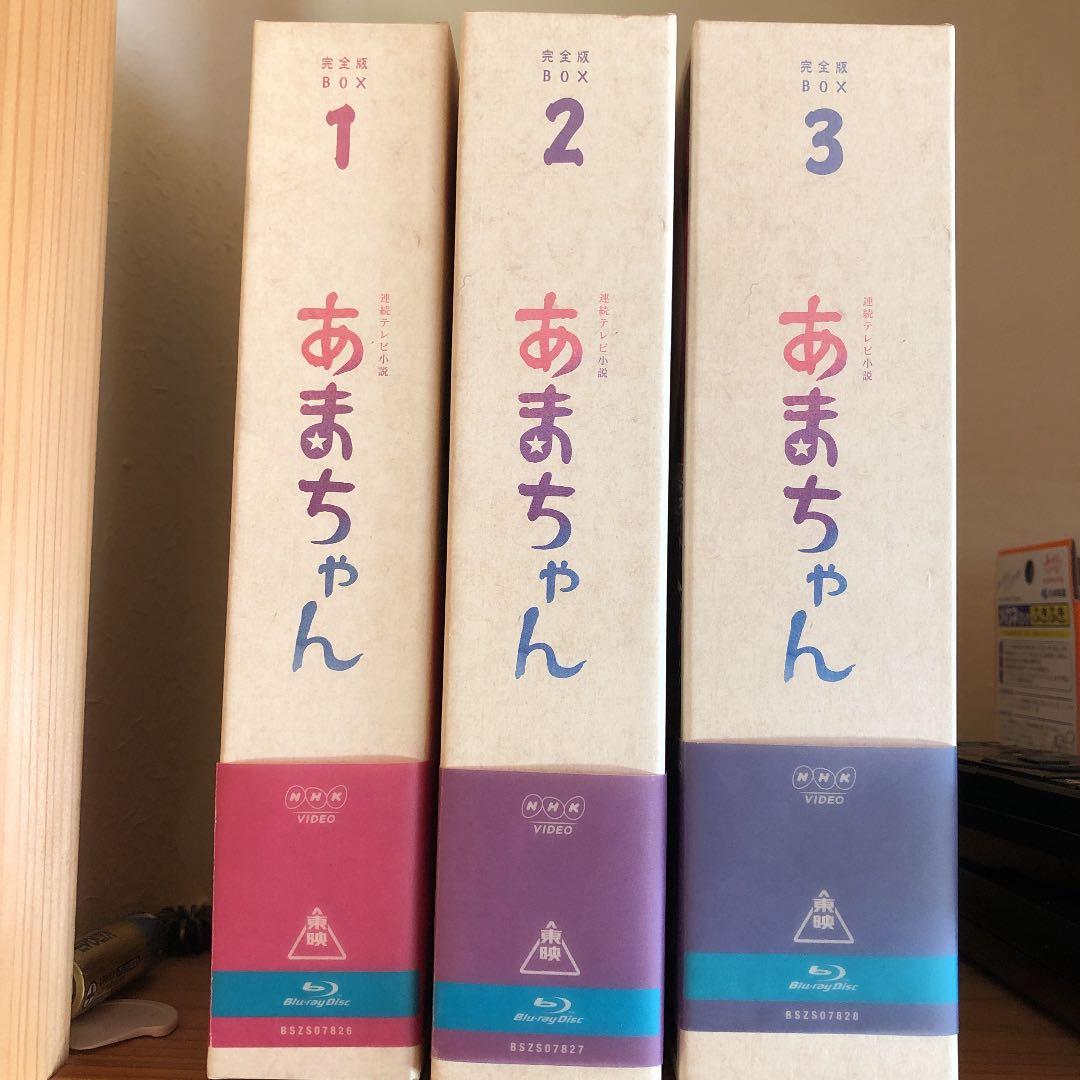 完全版
BOX
1
連続テレビ小説
あまちゃん
NHK
VIDEO
東映
Blu-ray Disc
BSZS07826
完全版
BOX
2
連続テレビ小説
あまちゃん
NHK
VIDEO
東映
Blu-ray Disc
BSZS07827
完全版
BOX
3
連続テレビ小説
あまちゃん
NHK
VIDEO
東映
Blu-ray Disc
BSZS07828